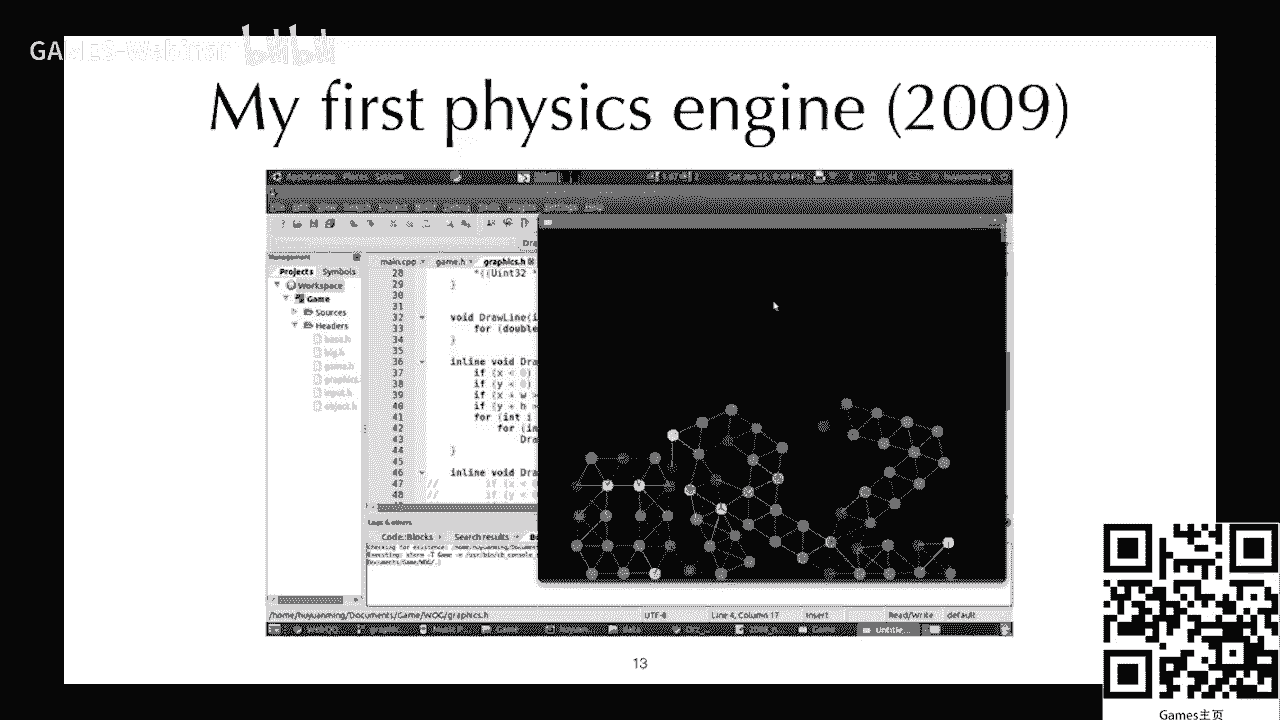 GAMES-Webinar bilibili
My first physics engine (2009)
Management
Projects Symbols
Workspace
Game
Sources
Headers
base.h
big.h
game.h
graphics.
input.h
object.h
main.cpp game.h graphics.h
28 *((Uint32 *
29 }
30
31
32 void DrawLine(i
33 for (double
34 }
35
36 inline void Dra
37 if (x < 0)
38 if (y < 0)
39 if (x + w >
40 if (y + h >
41 for (int i
42 for (in
43 Dra
44 }
45
46 inline void Dra
47 // if (x < 0
48 // if (y < 0
Logs & others
Code::Blocks Search results
/home/huyuanming/Documents/Game/WOG/graphics.h UTF-8 Line 4, Column 17 Insert Read/Write default
Untitle...
13
Games主页